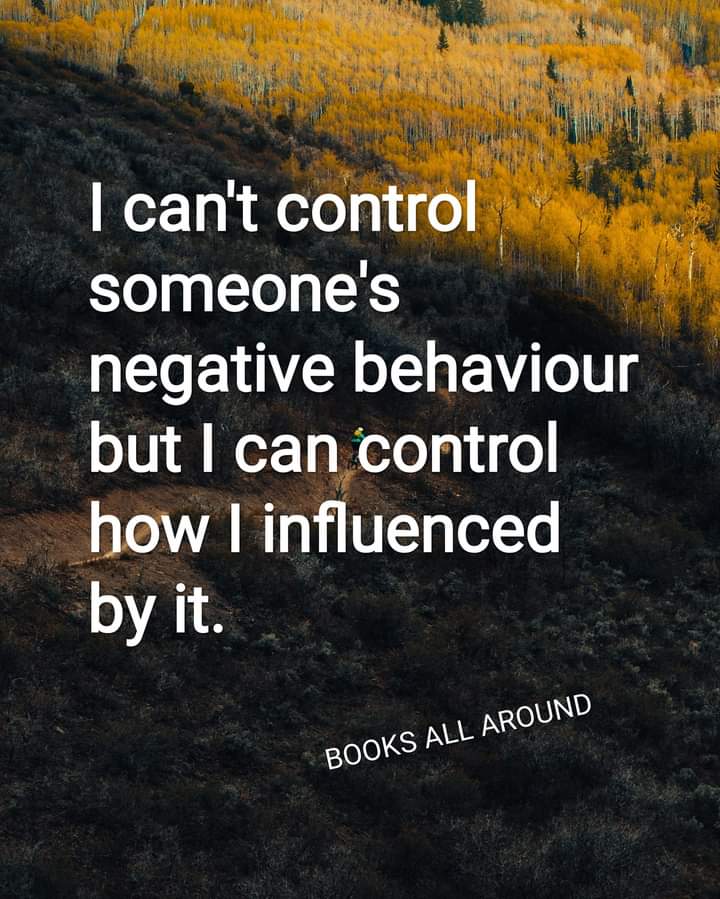 I can't control
someone's
negative behaviour
but I can control
how I influenced
by it.
BOOKS ALL AROUND